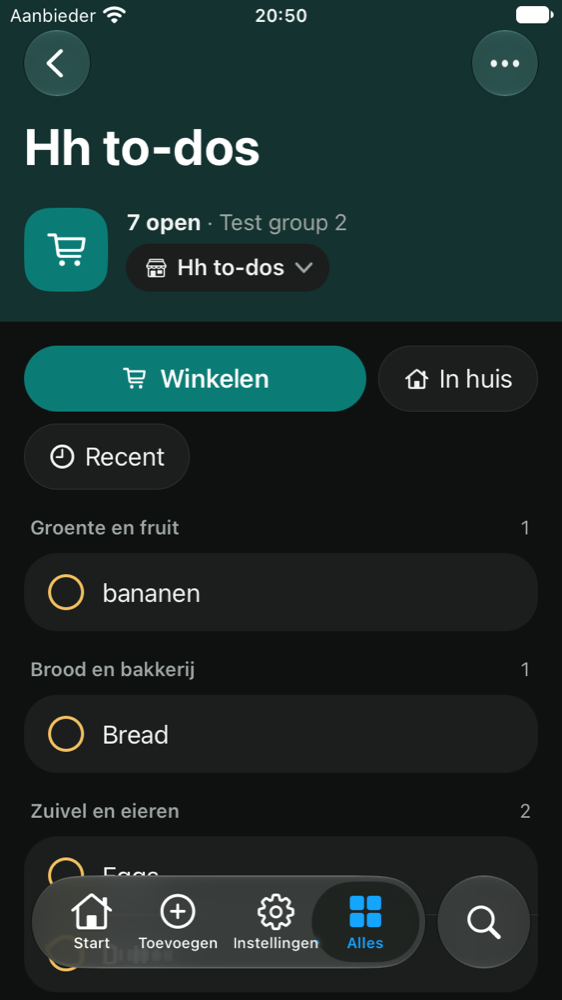 Aanbieder 20:50
Hh to-dos
7 open · Test group 2
Hh to-dos
Winkelen
In huis
Recent
Groente en fruit 1
bananen
Brood en bakkerij 1
Bread
Zuivel en eieren 2
Eggs
Start Toevoegen Instellingen Alles